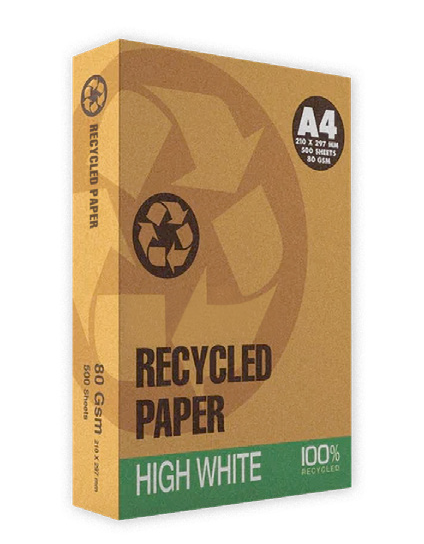 RECYCLED PAPER
80 Gsm 210 X 297 mm
500 Sheets
A4
210 X 297 MM
500 SHEETS
80 GSM
RECYCLED
PAPER
HIGH WHITE
100%
RECYCLED